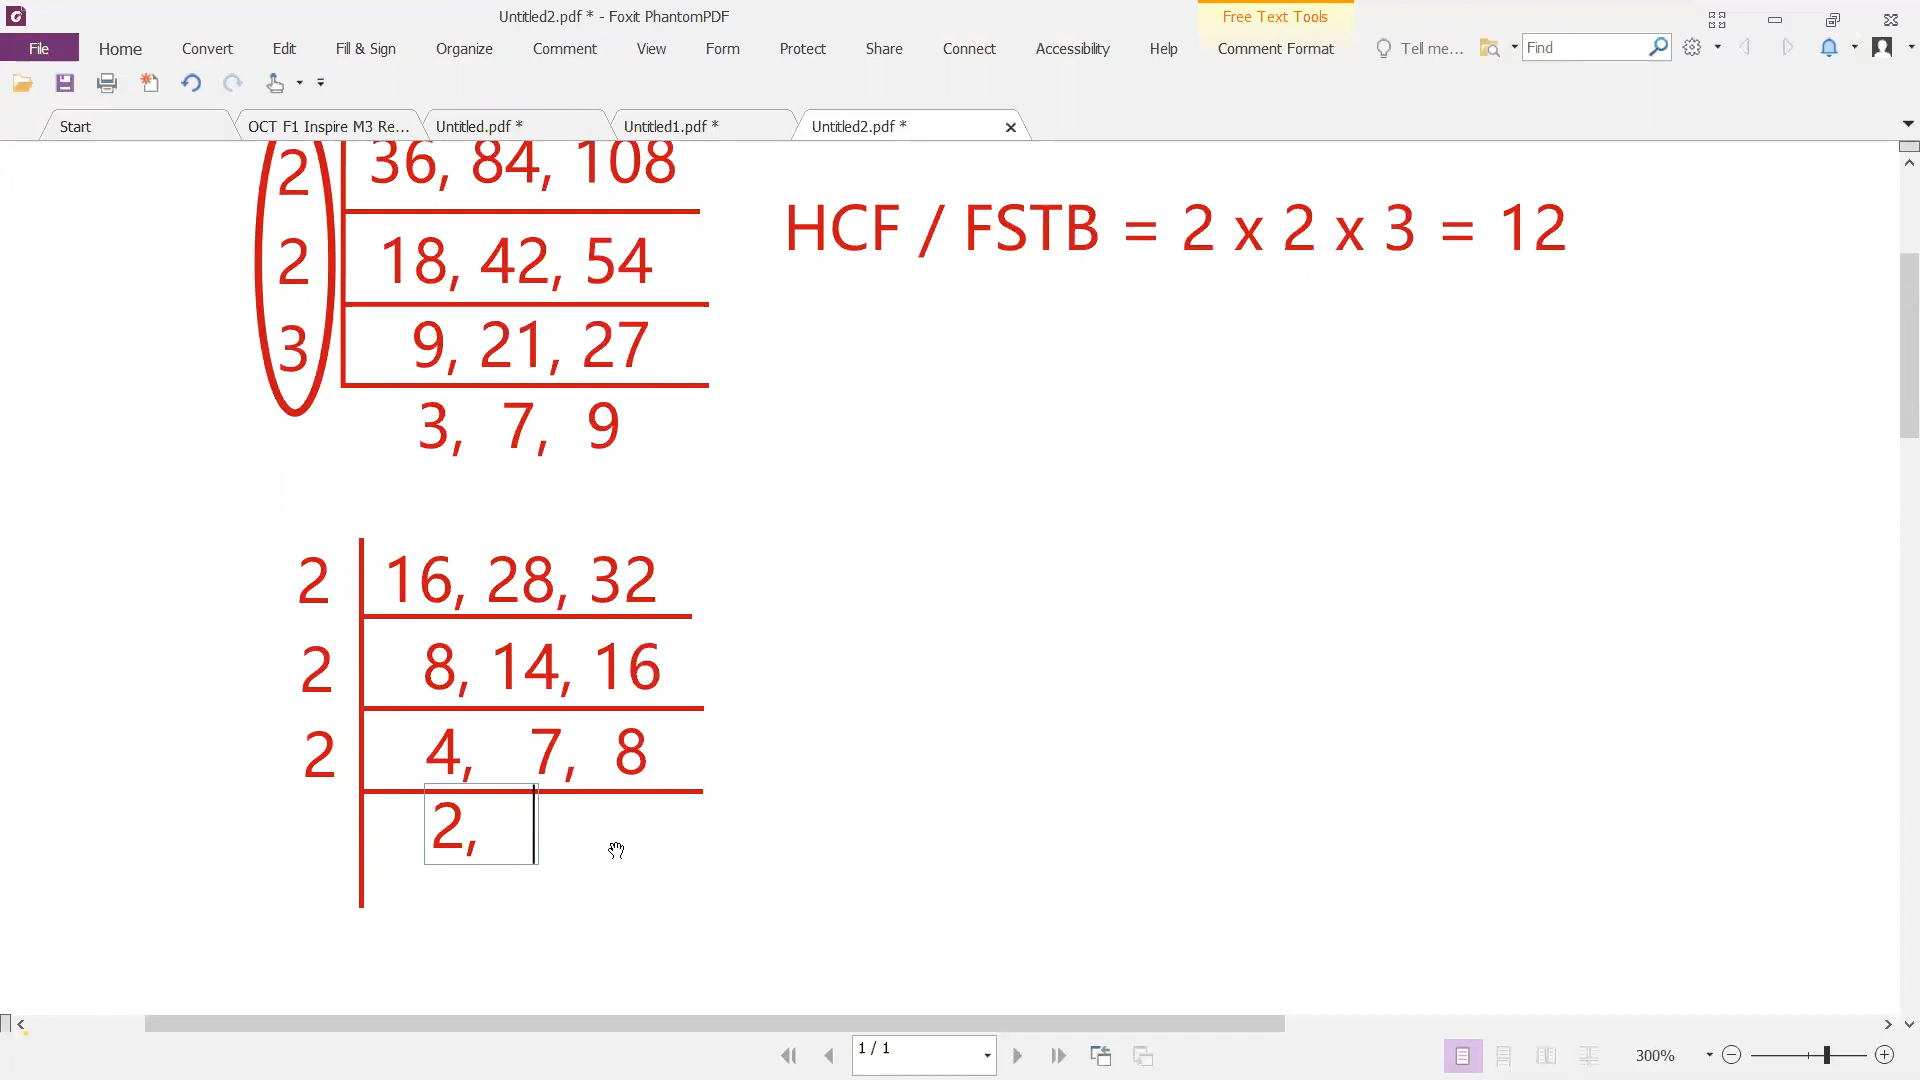 Untitled2.pdf * - Foxit PhantomPDF
Free Text Tools
File Home Convert Edit Fill & Sign Organize Comment View Form Protect Share Connect Accessibility Help Comment Format Tell me... Find
Start OCT F1 Inspire M3 Re... Untitled.pdf * Untitled1.pdf * Untitled2.pdf *
2 36, 84, 108
HCF / FSTB = 2 x 2 x 3 = 12
2 18, 42, 54
3 9, 21, 27
3, 7, 9
2 16, 28, 32
2 8, 14, 16
2 4, 7, 8
2,
1 / 1
300%